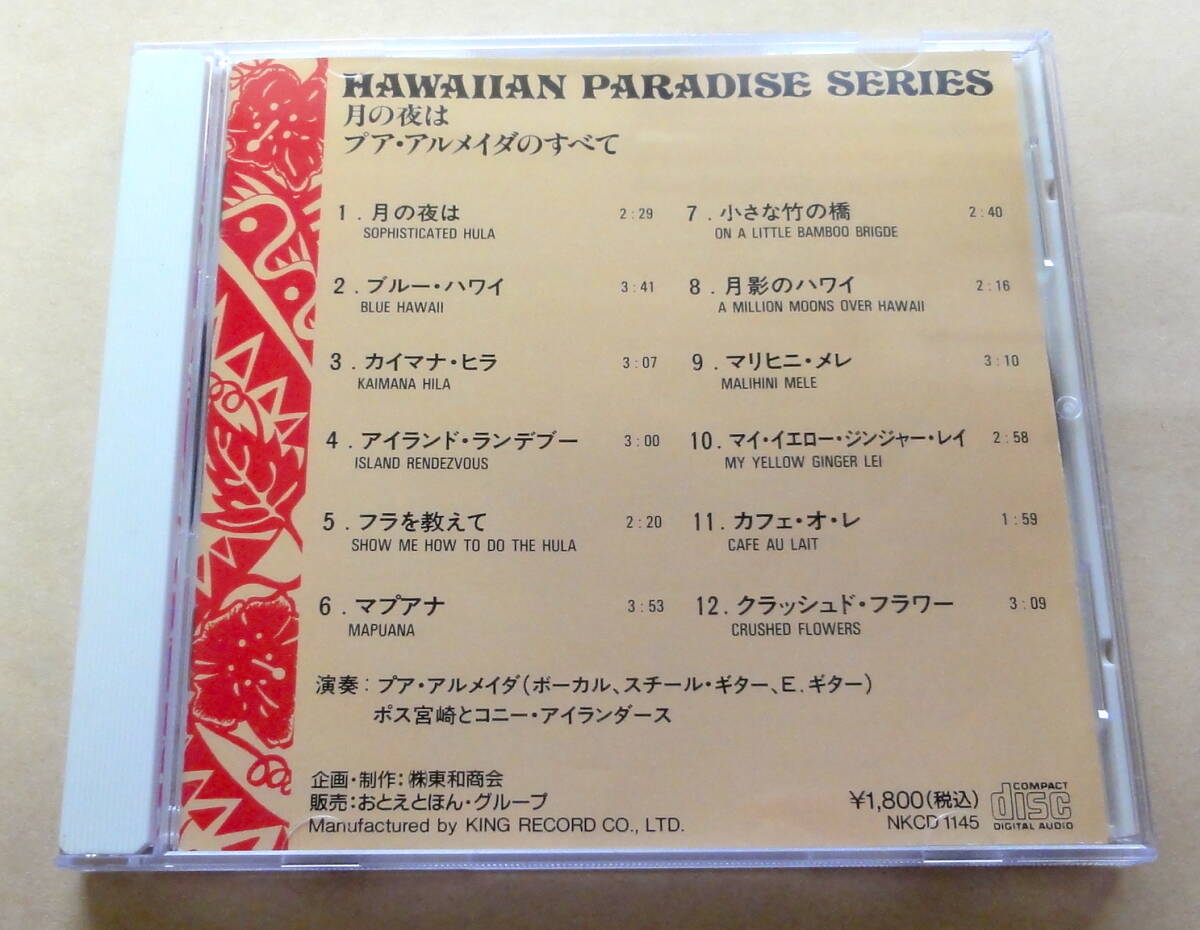 HAWAIIAN PARADISE SERIES
月の夜は
プア・アルメイダのすべて
1. 月の夜は 2:29
SOPHISTICATED HULA
2. ブルー・ハワイ 3:41
BLUE HAWAII
3. カイマナ・ヒラ 3:07
KAIMANA HILA
4. アイランド・ランデブー 3:00
ISLAND RENDEZVOUS
5. フラを教えて 2:20
SHOW ME HOW TO DO THE HULA
6. マプアナ 3:53
MAPUANA
7. 小さな竹の橋 2:40
ON A LITTLE BAMBOO BRIGDE
8. 月影のハワイ 2:16
A MILLION MOONS OVER HAWAII
9. マリヒニ・メレ 3:10
MALIHINI MELE
10. マイ・イエロー・ジンジャー・レイ 2:58
MY YELLOW GINGER LEI
11. カフェ・オ・レ 1:59
CAFE AU LAIT
12. クラッシュド・フラワー 3:09
CRUSHED FLOWERS
演奏: プア・アルメイダ(ボーカル、スチール・ギター、E.ギター)
ポス宮崎とコニー・アイランダース
企画・制作: ㈱東和商会
販売: おとえとほん・グループ
Manufactured by KING RECORD CO., LTD.
¥1,800(税込)
NKCD 1145
COMPACT
disc
DIGITAL AUDIO